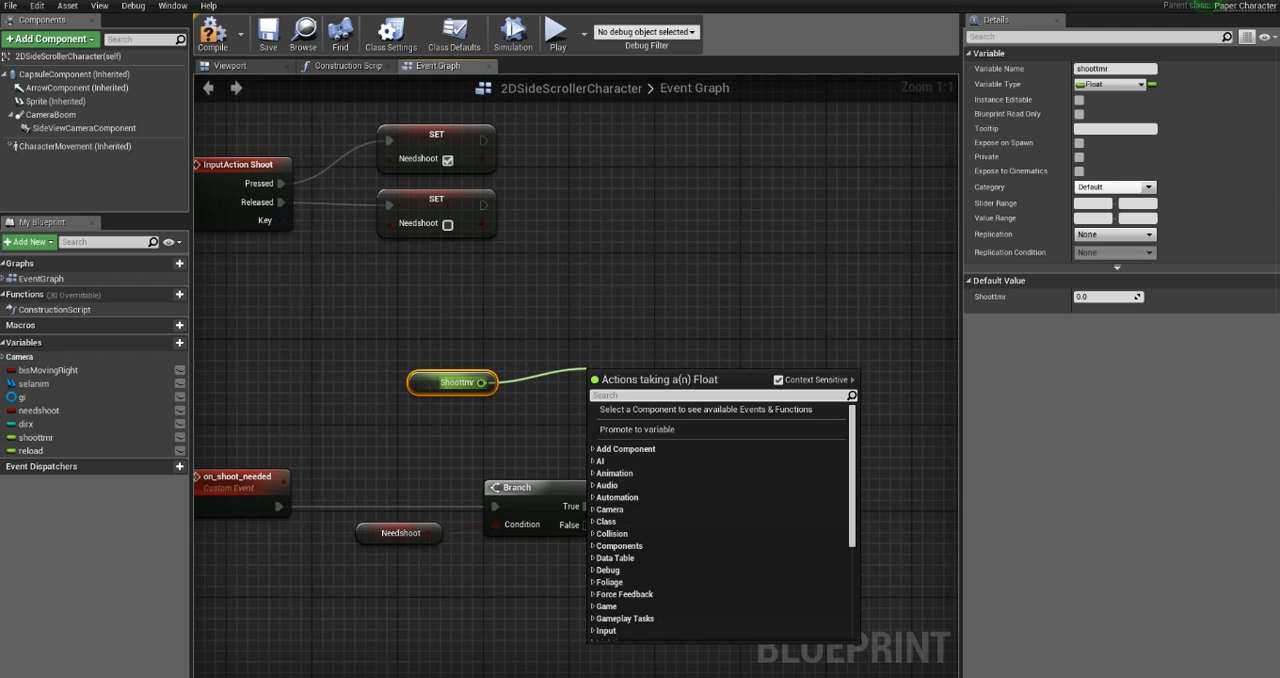 File Edit Asset View Debug Window Help
Parent class: Paper Character
Components
+ Add Component
Search
2DSideScrollerCharacter(self)
CapsuleComponent (Inherited)
ArrowComponent (Inherited)
Sprite (Inherited)
CameraBoom
SideViewCameraComponent
CharacterMovement (Inherited)
My Blueprint
+ Add New
Search
Graphs
EventGraph
Functions (30 Overridable)
ConstructionScript
Macros
Variables
Camera
bisMovingRight
selanim
gi
needshoot
dirx
shoottmr
reload
Event Dispatchers
Compile
Save
Browse
Find
Class Settings
Class Defaults
Simulation
Play
No debug object selected
Debug Filter
Viewport
Construction Scrip
Event Graph
2DSideScrollerCharacter > Event Graph
Zoom 1:1
InputAction Shoot
Pressed
Released
Key
SET
Needshoot
SET
Needshoot
Shoottmr
on_shoot_needed
Custom Event
Needshoot
Branch
True
Condition
False
Actions taking a(n) Float
Context Sensitive
Search
Select a Component to see available Events & Functions
Promote to variable
Add Component
AI
Animation
Audio
Automation
Camera
Class
Collision
Components
Data Table
Debug
Foliage
Force Feedback
Game
Gameplay Tasks
Input
BLUEPRINT
Details
Search
Variable
Variable Name shoottmr
Variable Type Float
Instance Editable
Blueprint Read Only
Tooltip
Expose on Spawn
Private
Expose to Cinematics
Category Default
Slider Range
Value Range
Replication None
Replication Condition None
Default Value
Shoottmr 0.0